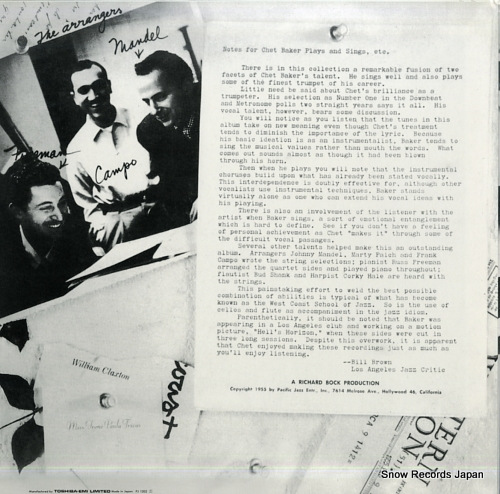 The arrangers
Mandel
Freeman
Campo
Notes for Chet Baker Plays and Sings, etc.
There is in this collection a remarkable fusion of two
facets of Chet Baker's talent. He sings well and also plays
some of the finest trumpet of his career.
Little need be said about Chet's brilliance as a
trumpeter. His selection as Number One in the Downbeat
and Metronome polls two straight years says it all. His
vocal talent, however, bears some discussion.
You will notice as you listen that the tunes in this
album take on new meaning even though Chet's treatment
tends to diminish the importance of the lyric. Because
his basic ideation is as an instrumentalist, Baker tends to
sing the musical values rather than mouth the words. What
comes out sounds almost as though it had been blown
through his horn.
Then when he plays you will note that the instrumental
choruses build upon what has already been stated vocally.
This interdependence is doubly effective for, although other
vocalists use instrumental techniques, Baker stands
virtually alone as one who can extend his vocal ideas with
his playing.
There is also an involvement of the listener with the
artist when Baker sings, a sort of emotional entanglement
which is hard to define. See if you don't have a feeling
of personal achievement as Chet "makes it" through some of
the difficult vocal passages.
Several other talents helped make this an outstanding
album. Arrangers Johnny Mandel, Marty Paich and Frank
Campo wrote the string selections; pianist Russ Freeman
arranged the quartet sides and played piano throughout;
flautist Bud Shank and Harpist Corky Hale are heard with
the strings.
This painstaking effort to weld the best possible
combination of abilities is typical of what has become
known as the West Coast School of Jazz. So is the use of
cellos and flute as accompaniment in the jazz idiom.
Parenthetically, it should be noted that Baker was
appearing in a Los Angeles club and working on a motion
picture, "Hell's Horizon," when these sides were cut in
three long sessions. Despite this overwork, it is apparent
that Chet enjoyed making these recordings just as much as
you'll enjoy listening.
--Bill Brown
Los Angeles Jazz Critic
A RICHARD BOCK PRODUCTION
Copyright 1955 by Pacific Jazz Ent., Inc., 7614 Melrose Ave., Hollywood 46, California
William Claxton
Manufactured by TOSHIBA-EMI LIMITED
Snow Records Japan